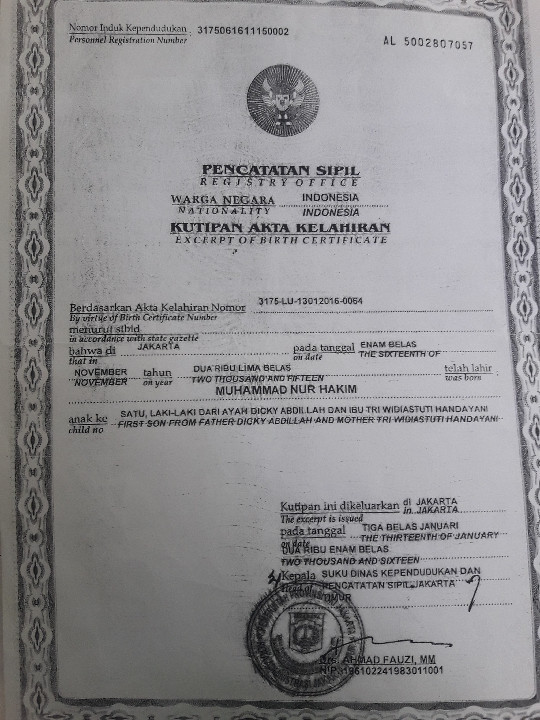 Nomor Induk Kependudukan 3175061611150002
Personnel Registration Number
AL 5002807057
PENCATATAN SIPIL
REGISTRY OFFICE
WARGA NEGARA INDONESIA
NATIONALITY INDONESIA
KUTIPAN AKTA KELAHIRAN
EXCERPT OF BIRTH CERTIFICATE
Berdasarkan Akta Kelahiran Nomor 3175-LU-13012016-0064
By virtue of Birth Certificate Number
menurut stbld
in accordance with state gazette
bahwa di JAKARTA pada tanggal ENAM BELAS
that in on date THE SIXTEENTH OF
NOVEMBER tahun DUA RIBU LIMA BELAS telah lahir
NOVEMBER on year TWO THOUSAND AND FIFTEEN was born
MUHAMMAD NUR HAKIM
anak ke SATU, LAKI-LAKI DARI AYAH DICKY ABDILLAH DAN IBU TRI WIDIASTUTI HANDAYANI
child no FIRST SON FROM FATHER DICKY ABDILLAH AND MOTHER TRI WIDIASTUTI HANDAYANI
Kutipan ini dikeluarkan di JAKARTA
The excerpt is issued in JAKARTA
pada tanggal TIGA BELAS JANUARI
on date THE THIRTEENTH OF JANUARY
DUA RIBU ENAM BELAS
TWO THOUSAND AND SIXTEEN
Kepala SUKU DINAS KEPENDUDUKAN DAN
Head of PENCATATAN SIPIL JAKARTA
TIMUR
Drs. AHMAD FAUZI, MM
NIP. 196102241983011001